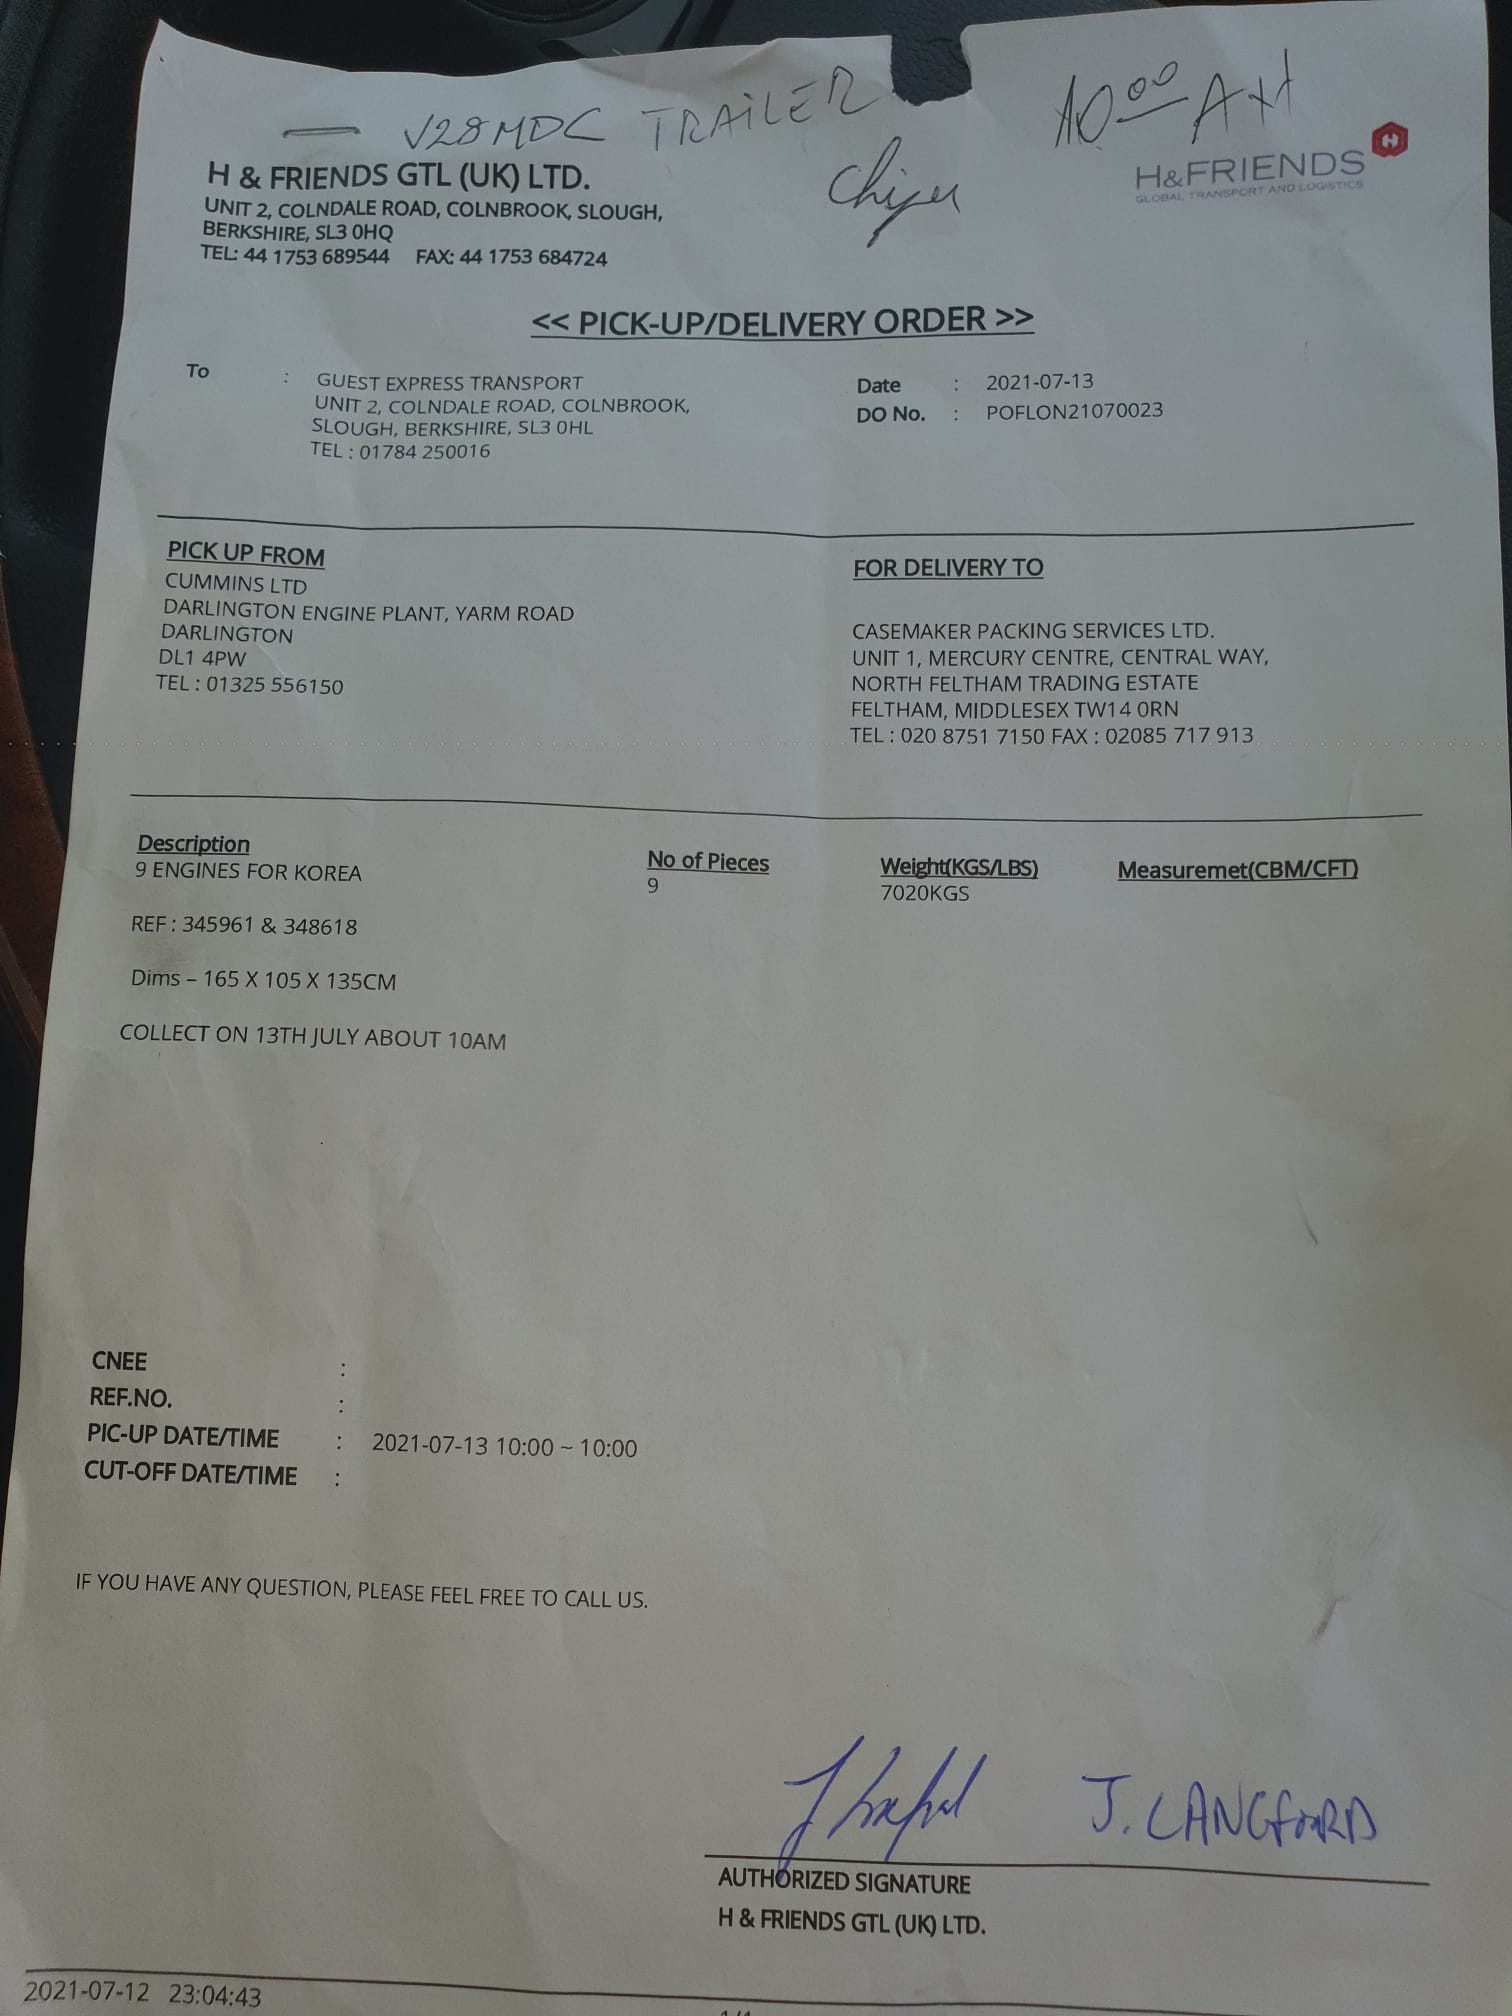 V28MDC TRAILER
10⁰⁰
H & FRIENDS GTL (UK) LTD.
UNIT 2, COLNDALE ROAD, COLNBROOK, SLOUGH,
BERKSHIRE, SL3 0HQ
TEL: 44 1753 689544 FAX: 44 1753 684724
H&FRIENDS
GLOBAL TRANSPORT AND LOGISTICS
<< PICK-UP/DELIVERY ORDER >>
To : GUEST EXPRESS TRANSPORT
UNIT 2, COLNDALE ROAD, COLNBROOK,
SLOUGH, BERKSHIRE, SL3 0HL
TEL : 01784 250016
Date : 2021-07-13
DO No. : POFLON21070023
PICK UP FROM
CUMMINS LTD
DARLINGTON ENGINE PLANT, YARM ROAD
DARLINGTON
DL1 4PW
TEL : 01325 556150
FOR DELIVERY TO
CASEMAKER PACKING SERVICES LTD.
UNIT 1, MERCURY CENTRE, CENTRAL WAY,
NORTH FELTHAM TRADING ESTATE
FELTHAM, MIDDLESEX TW14 0RN
TEL : 020 8751 7150 FAX : 02085 717 913
Description No of Pieces Weight(KGS/LBS) Measuremet(CBM/CFT)
9 ENGINES FOR KOREA 9 7020KGS
REF : 345961 & 348618
Dims – 165 X 105 X 135CM
COLLECT ON 13TH JULY ABOUT 10AM
CNEE :
REF.NO. :
PIC-UP DATE/TIME : 2021-07-13 10:00 ~ 10:00
CUT-OFF DATE/TIME :
IF YOU HAVE ANY QUESTION, PLEASE FEEL FREE TO CALL US.
J. LANGFORD
AUTHORIZED SIGNATURE
H & FRIENDS GTL (UK) LTD.
2021-07-12 23:04:43